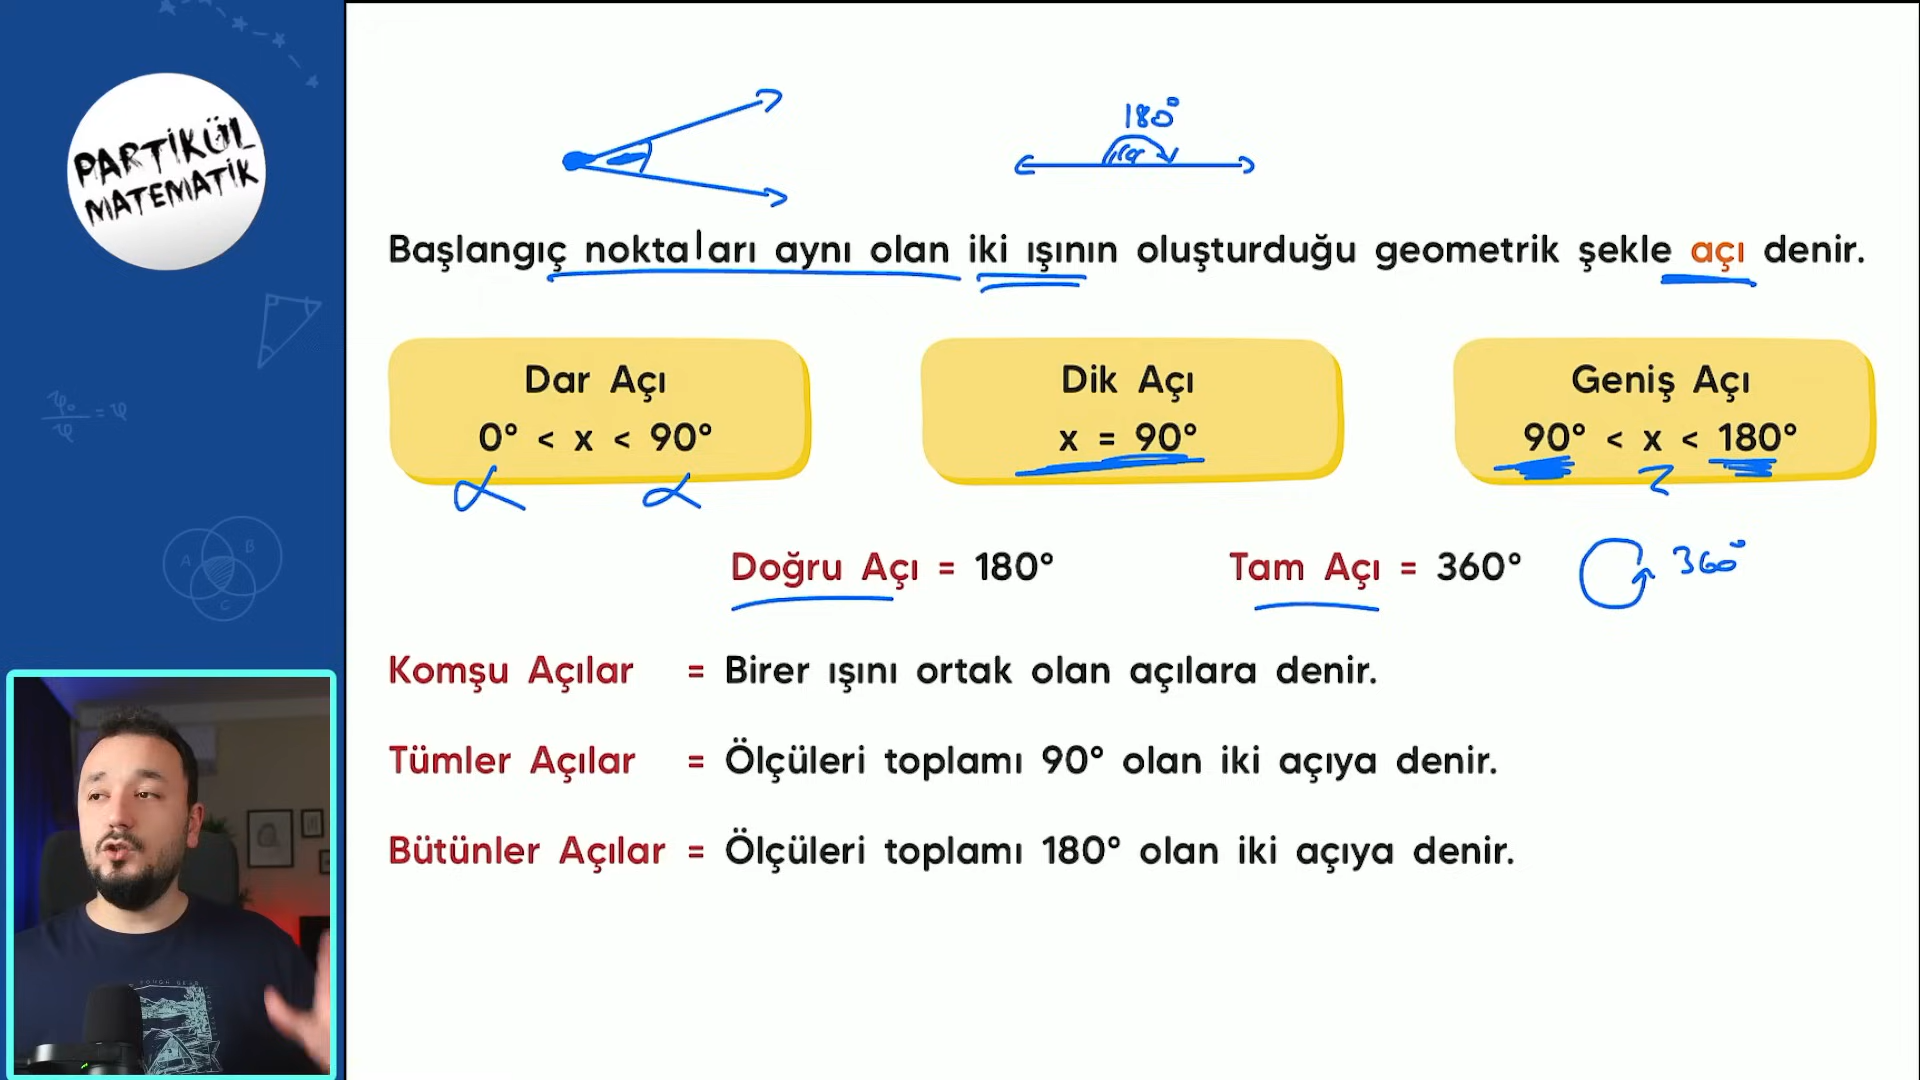 PARTİKÜL
MATEMATİK
180°
Başlangıç noktaları aynı olan iki ışının oluşturduğu geometrik şekle açı denir.
Dar Açı
0° < x < 90°
Dik Açı
x = 90°
Geniş Açı
90° < x < 180°
Doğru Açı = 180°
Tam Açı = 360°
360°
Komşu Açılar = Birer ışını ortak olan açılara denir.
Tümler Açılar = Ölçüleri toplamı 90° olan iki açıya denir.
Bütünler Açılar = Ölçüleri toplamı 180° olan iki açıya denir.
A
B
C